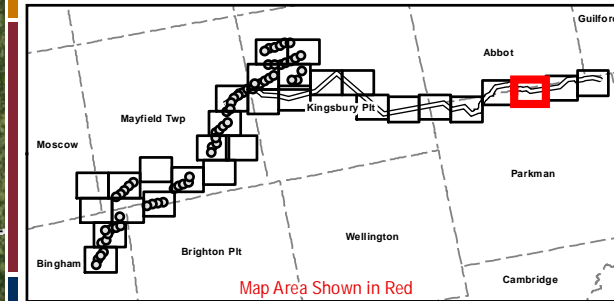 Guilford
Abbot
Kingsbury Plt
Mayfield Twp
Moscow
Parkman
Wellington
Brighton Plt
Bingham
Cambridge
Map Area Shown in Red